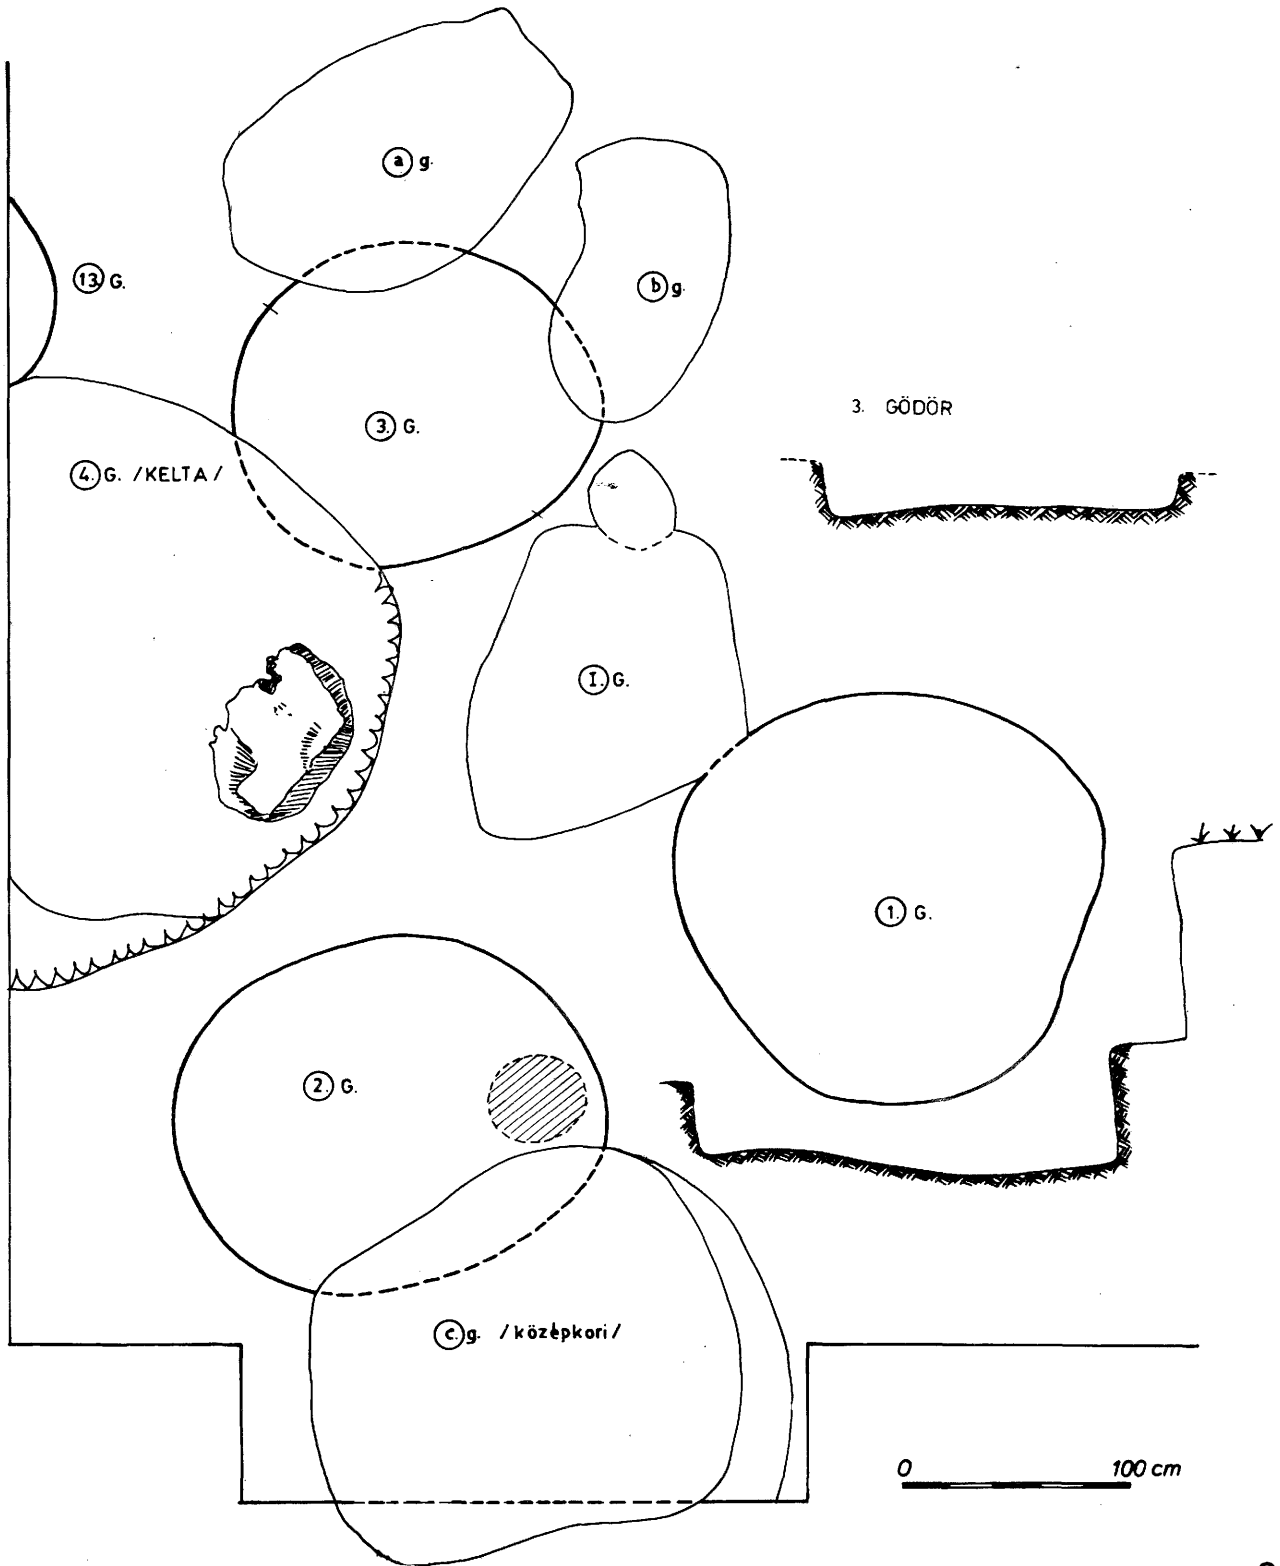 a g.
b g.
13. G.
3. G.
3. GÖDÖR
4. G. /KELTA/
I. G.
1. G.
2. G.
c. g. /középkori/
0 100 cm